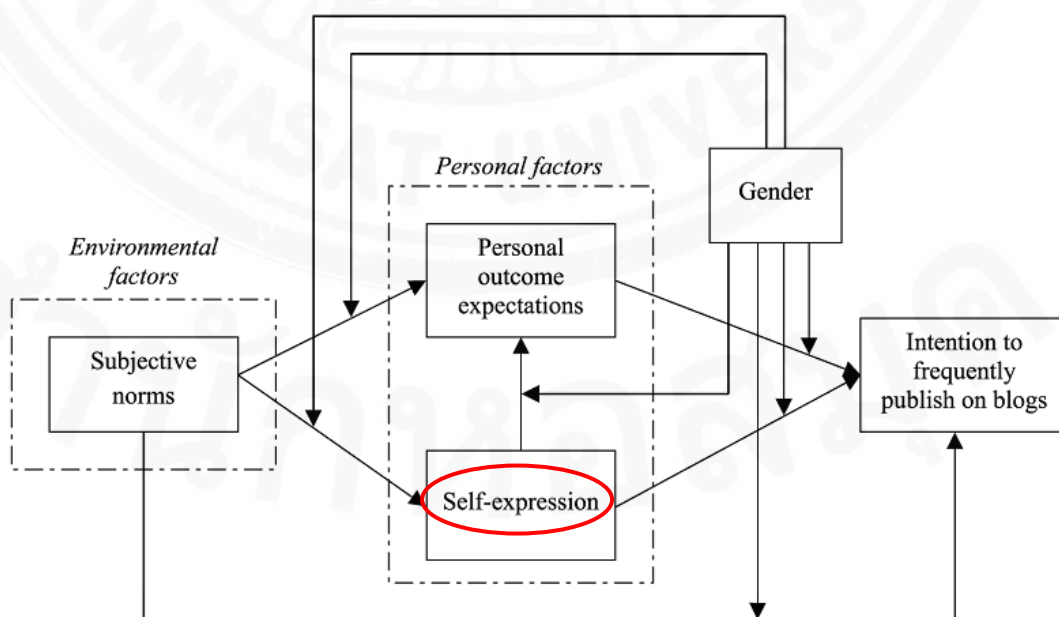 Personal factors
Gender
Environmental
factors
Personal
outcome
expectations
Subjective
norms
Intention to
frequently
publish on blogs
Self-expression